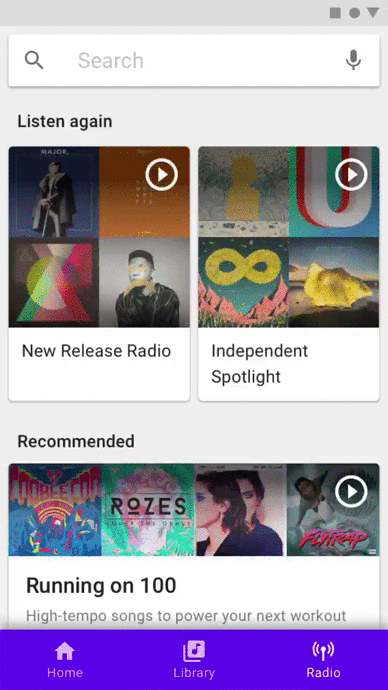 Search
Listen again
MAJOR.
New Release Radio
Independent
Spotlight
Recommended
ROZES
Running on 100
High-tempo songs to power your next workout
Home
Library
Radio